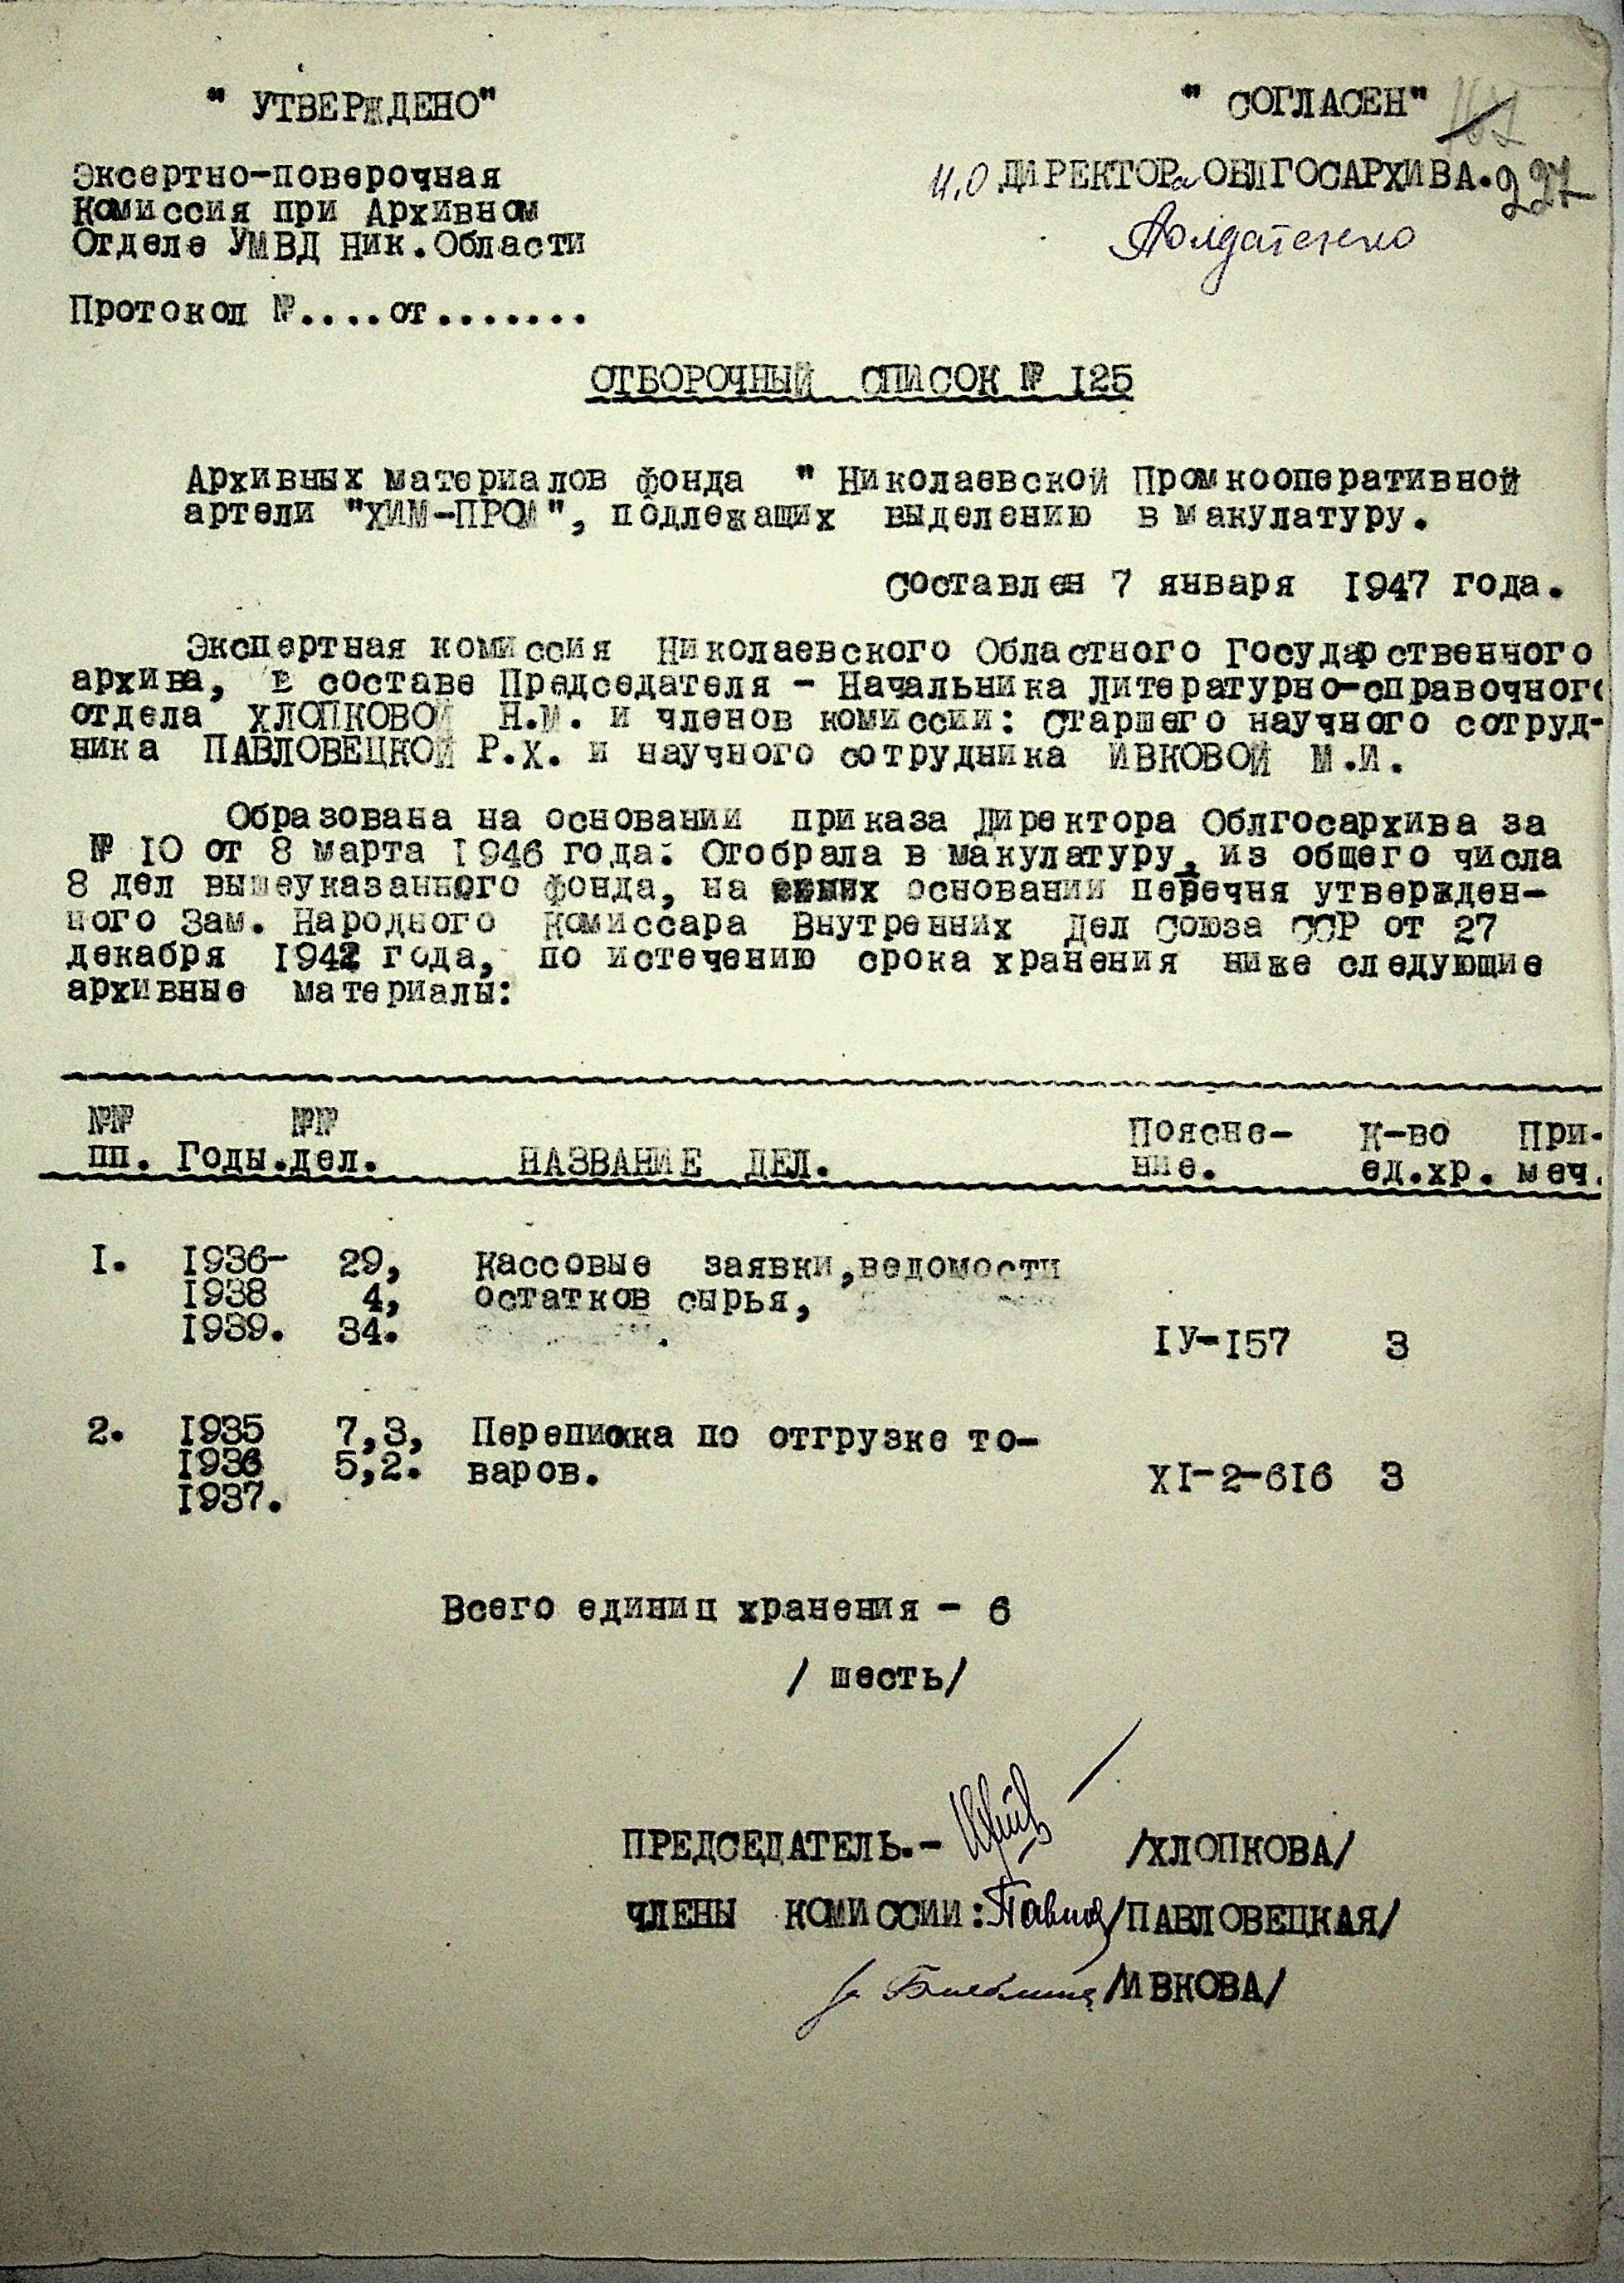 " УТВЕРЖДЕНО"
" СОГЛАСЕН"
Эксертно-поверочная
Комиссия при Архивном
Отделе УМВД Ник.Области
И.О ДИРЕКТОРа ОБЛГОСАРХИВА. 227
Протокол №....от.......
ОТБОРОЧНЫЙ СПИСОК № 125
Архивных материалов фонда " Николаевской Промкооперативной
артели "ХИМ-ПРОМ", подлежащих выделению в макулатуру.
Составлен 7 января 1947 года.
Экспертная комиссия Николаевского Областного Государственного
архива, в составе Председателя - Начальника Литературно-справочного
отдела ХЛОПКОВОЙ Н.М. и членов комиссии: Старшего научного сотруд-
ника ПАВЛОВЕЦКОЙ Р.Х. и научного сотрудника ИВКОВОЙ М.И.
Образована на основании приказа Директора Облгосархива за
№ 10 от 8 марта 1946 года. Отобрала в макулатуру, из общего числа
8 дел вышеуказанного фонда, на основании перечня утвержден-
ного Зам. Народного Комиссара Внутренних Дел Союза ССР от 27
декабря 1942 года, по истечению срока хранения ниже следующие
архивные материалы:
№№ №№ Поясне- К-во При-
пп. Годы. дел. НАЗВАНИЕ ДЕЛ. ние. ед.хр. меч.
1. 1936- 29, Кассовые заявки,ведомости
1938 4, остатков сырья,
1939. 34. IУ-157 3
2. 1935 7,3, Переписка по отгрузке то-
1936 5,2. варов. XI-2-616 3
1937.
Всего единиц хранения - 6
/ шесть/
ПРЕДСЕДАТЕЛЬ.- /ХЛОПКОВА/
ЧЛЕНЫ КОМИССИИ: /ПАВЛОВЕЦКАЯ/
/ИВКОВА/